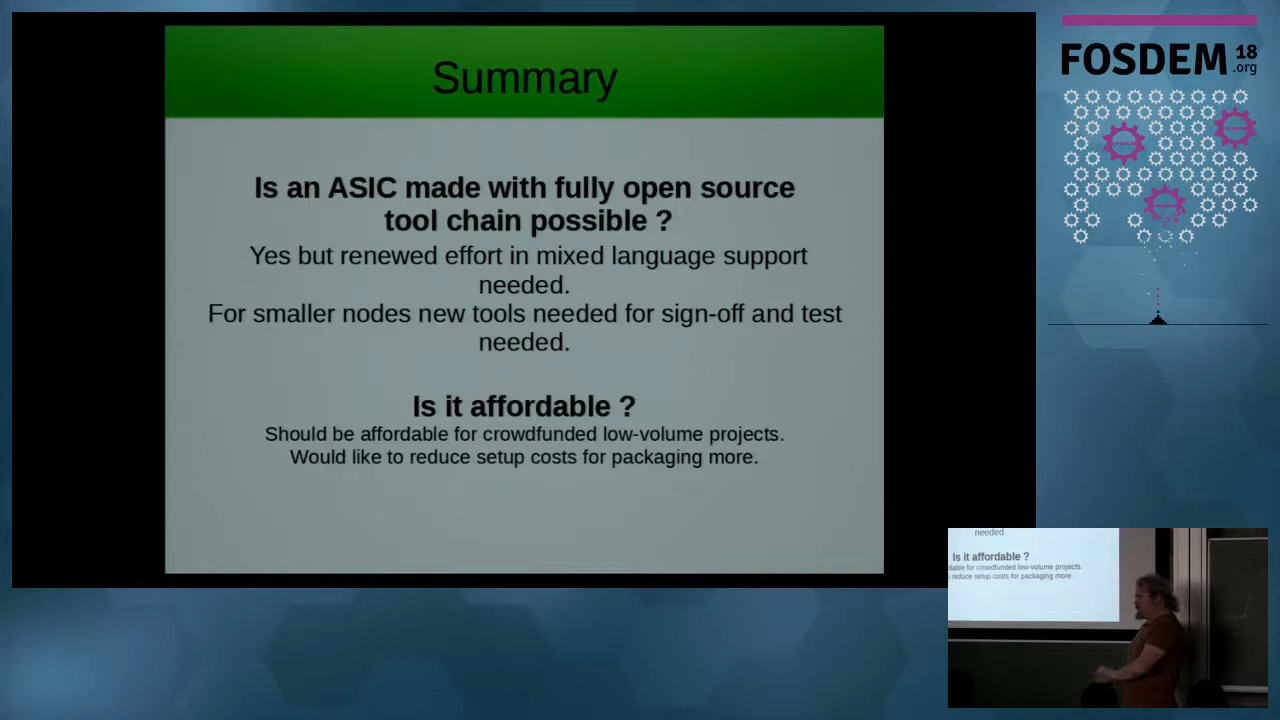 Summary
Is an ASIC made with fully open source
tool chain possible ?
Yes but renewed effort in mixed language support
needed.
For smaller nodes new tools needed for sign-off and test
needed.
Is it affordable ?
Should be affordable for crowdfunded low-volume projects.
Would like to reduce setup costs for packaging more.
FOSDEM 18
.org
needed.
Is it affordable ?
dable for crowdfunded low-volume projects.
reduce setup costs for packaging more.